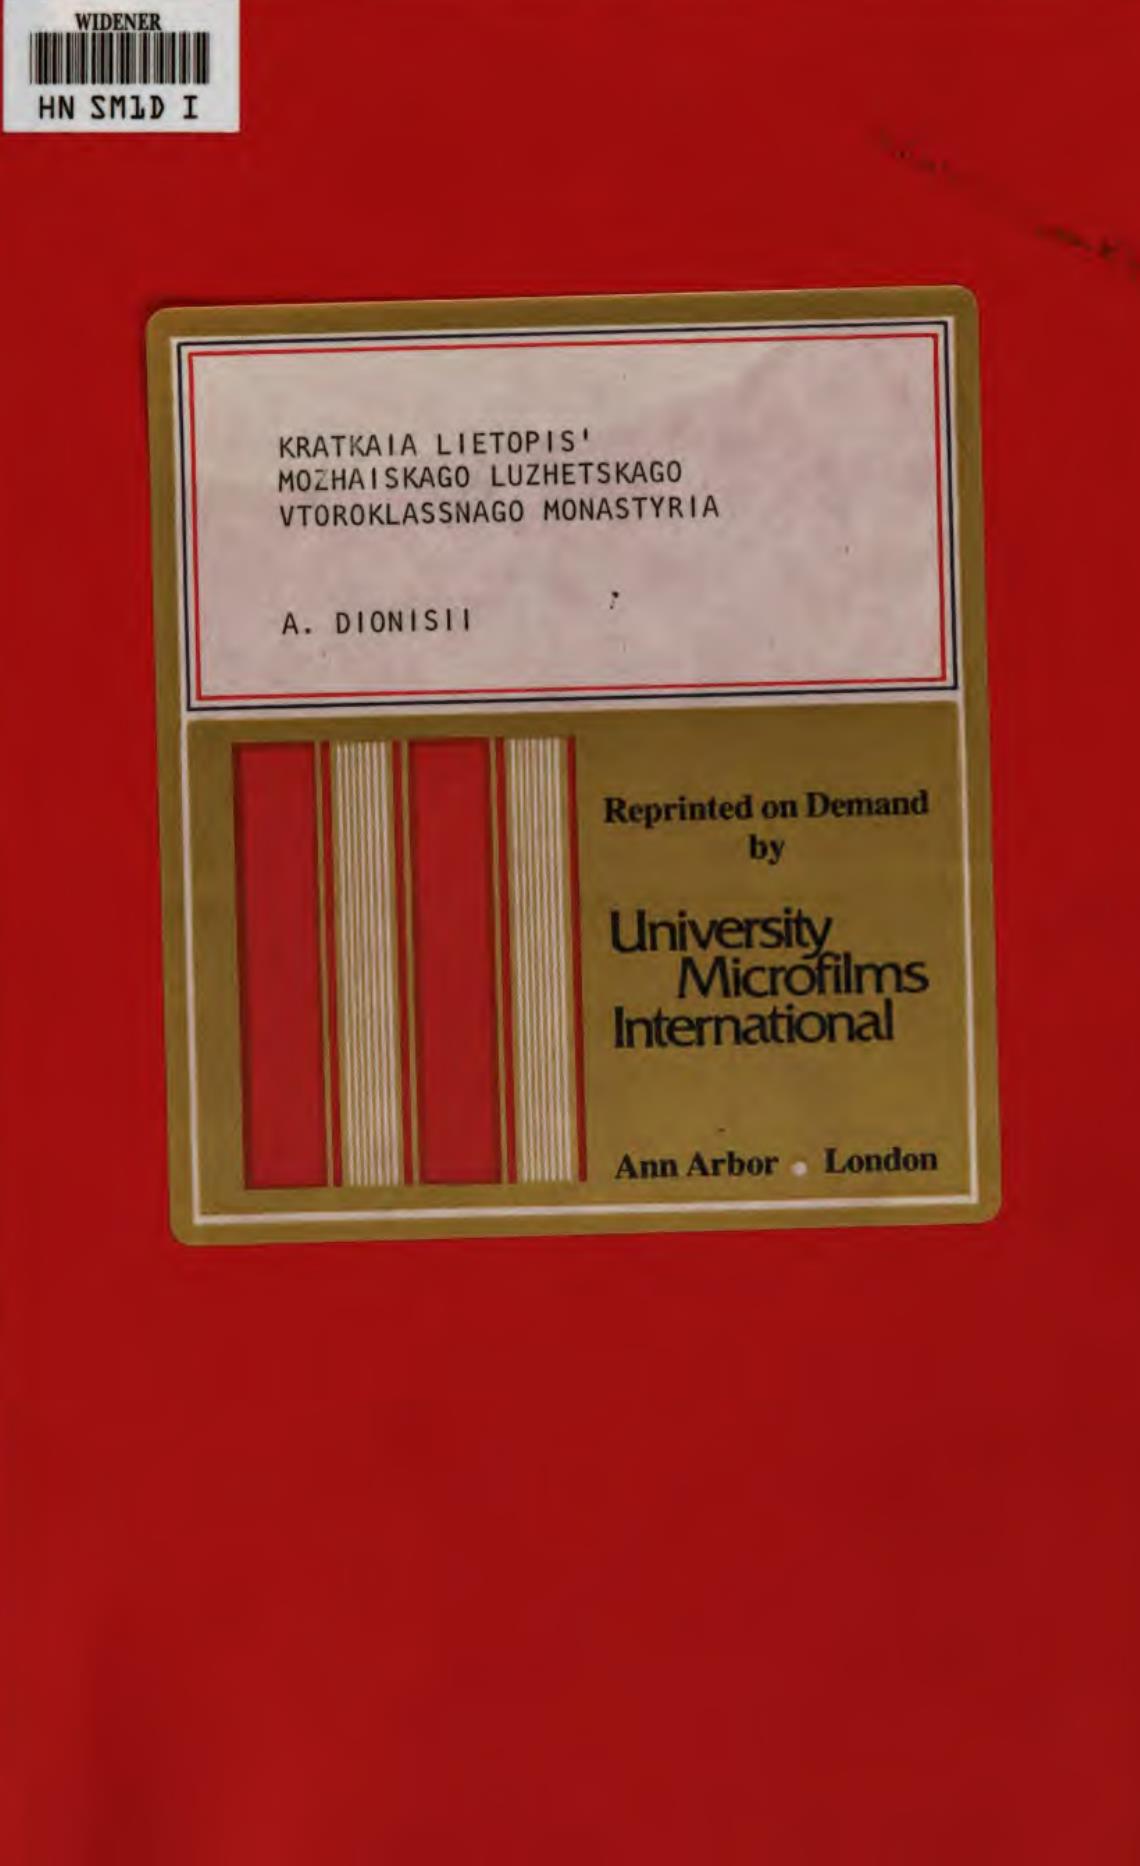 WIDENER
HN SM1D I
KRATKAIA LIETOPIS'
MOZHAISKAGO LUZHETSKAGO
VTOROKLASSNAGO MONASTYRIA
A. DIONISII
Reprinted on Demand
by
University
Microfilms
International
Ann Arbor • London